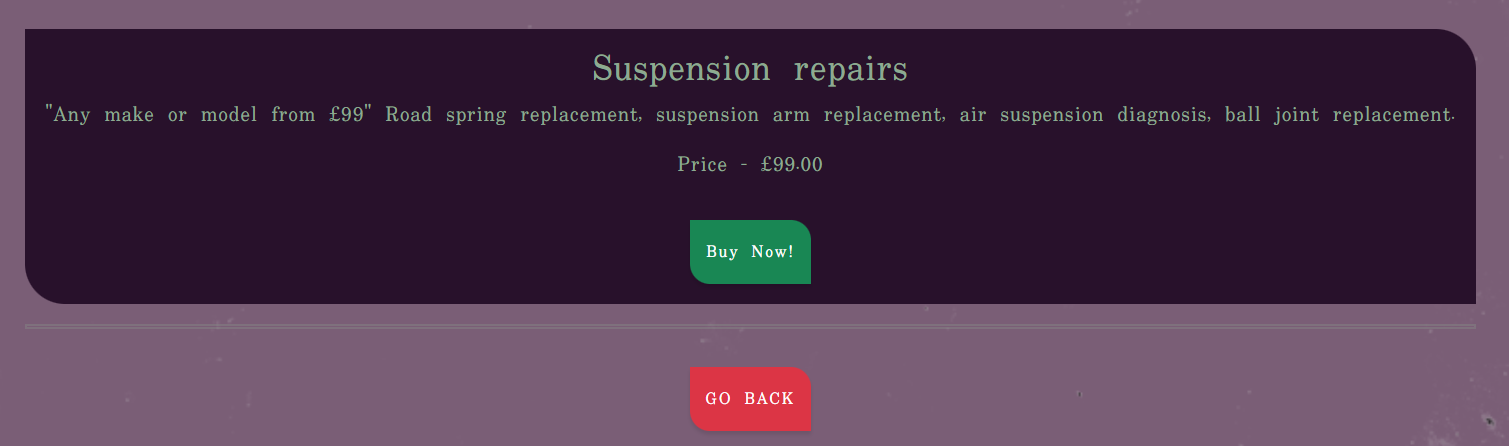 Suspension repairs
"Any make or model from £99" Road spring replacement, suspension arm replacement, air suspension diagnosis, ball joint replacement.
Price - £99.00
Buy Now!
GO BACK